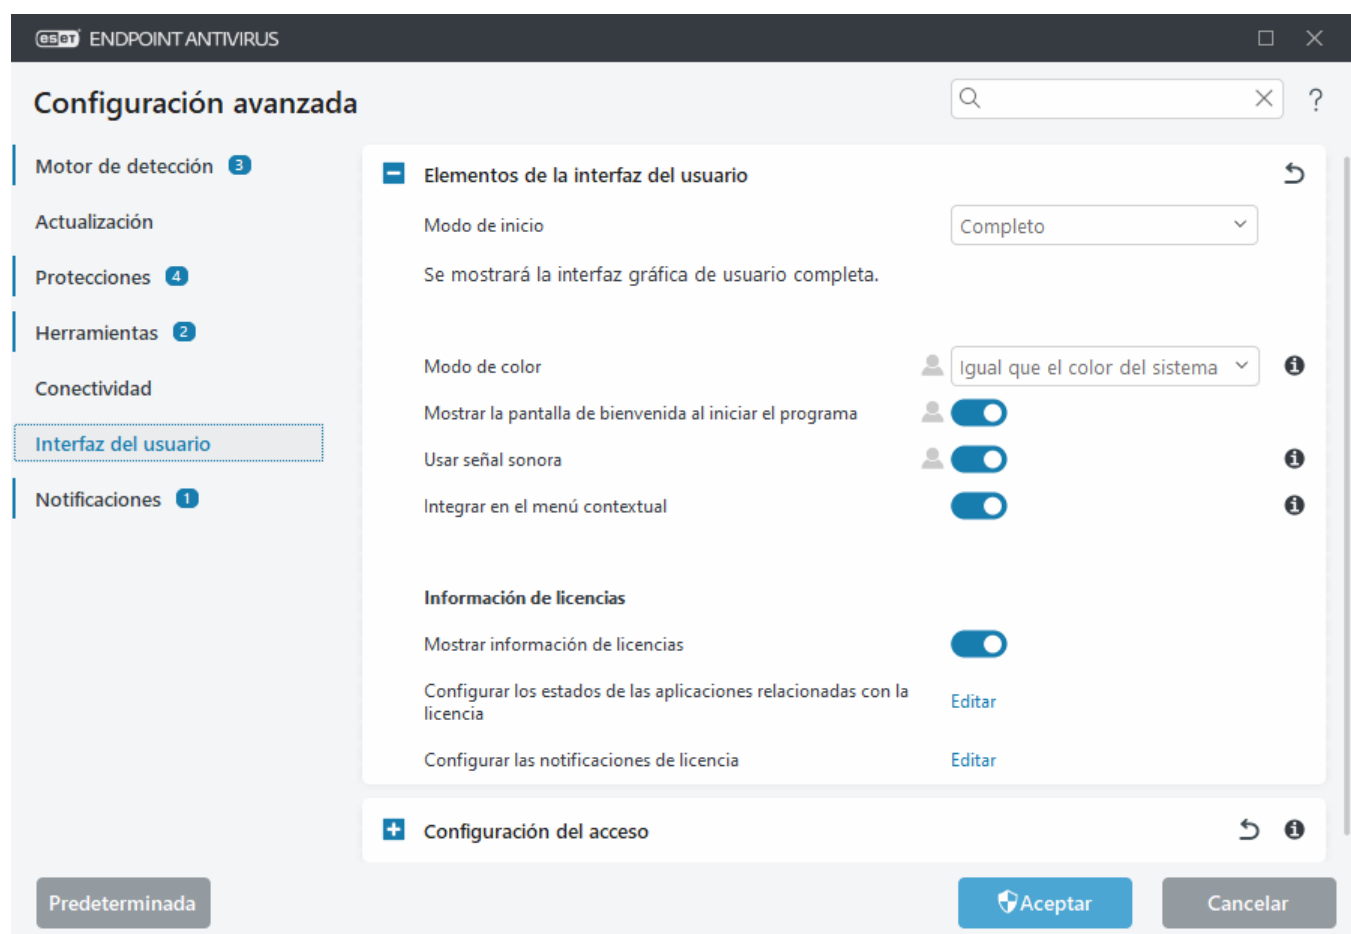 eset ENDPOINT ANTIVIRUS
Configuración avanzada
?
Motor de detección 3
Actualización
Protecciones 4
Herramientas 2
Conectividad
Interfaz del usuario
Notificaciones 1
Elementos de la interfaz del usuario
Modo de inicio
Completo
Se mostrará la interfaz gráfica de usuario completa.
Modo de color
Igual que el color del sistema
Mostrar la pantalla de bienvenida al iniciar el programa
Usar señal sonora
Integrar en el menú contextual
Información de licencias
Mostrar información de licencias
Configurar los estados de las aplicaciones relacionadas con la
licencia
Editar
Configurar las notificaciones de licencia
Editar
Configuración del acceso
Predeterminada
Aceptar
Cancelar